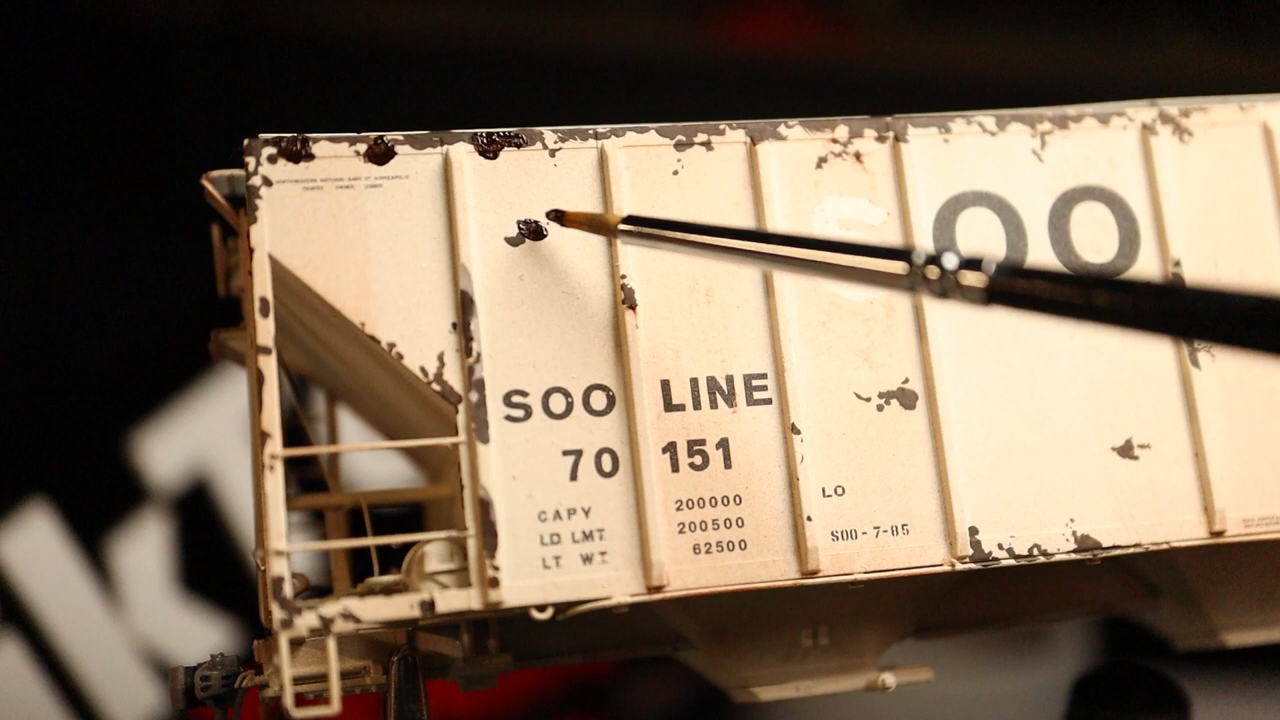 OO
SOO LINE
70 151
CAPY 200000
LD LMT 200500
LT WT 62500
LO
SOO-7-85